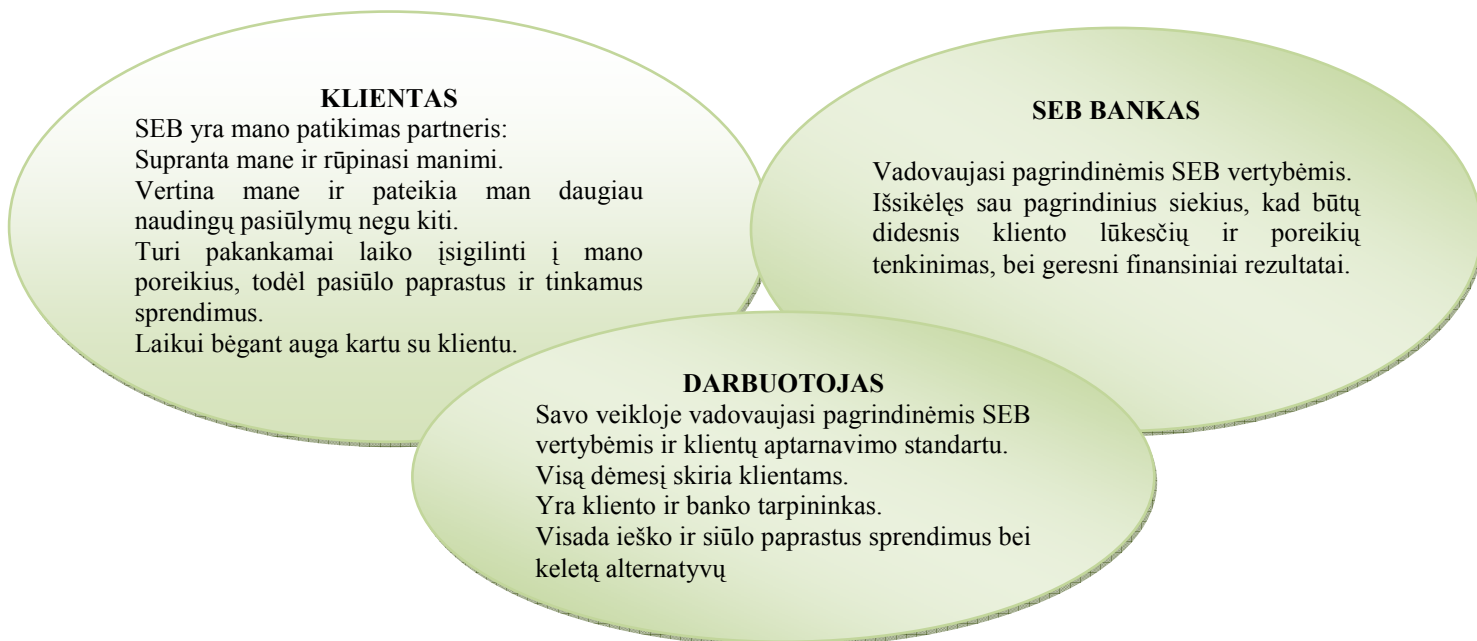 KLIENTAS
SEB yra mano patikimas partneris:
Supranta mane ir rūpinasi manimi.
Vertina mane ir pateikia man daugiau
naudingų pasiūlymų negu kiti.
Turi pakankamai laiko įsigilinti į mano
poreikius, todėl pasiūlo paprastus ir tinkamus
sprendimus.
Laikui bėgant auga kartu su klientu.
SEB BANKAS
Vadovaujasi pagrindinėmis SEB vertybėmis.
Išsikėlęs sau pagrindinius siekius, kad būtų
didesnis kliento lūkesčių ir poreikių
tenkinimas, bei geresni finansiniai rezultatai.
DARBUOTOJAS
Savo veikloje vadovaujasi pagrindinėmis SEB
vertybėmis ir klientų aptarnavimo standartu.
Visą dėmesį skiria klientams.
Yra kliento ir banko tarpininkas.
Visada ieško ir siūlo paprastus sprendimus bei
keletą alternatyvų